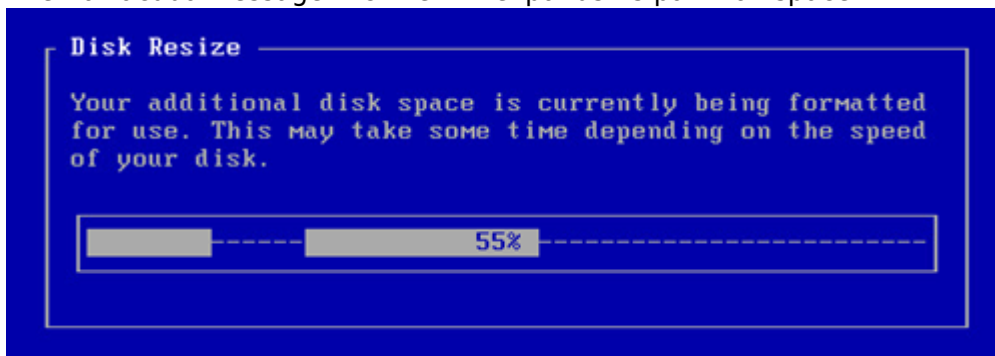 Disk Resize
Your additional disk space is currently being formatted
for use. This may take some time depending on the speed
of your disk.
55%